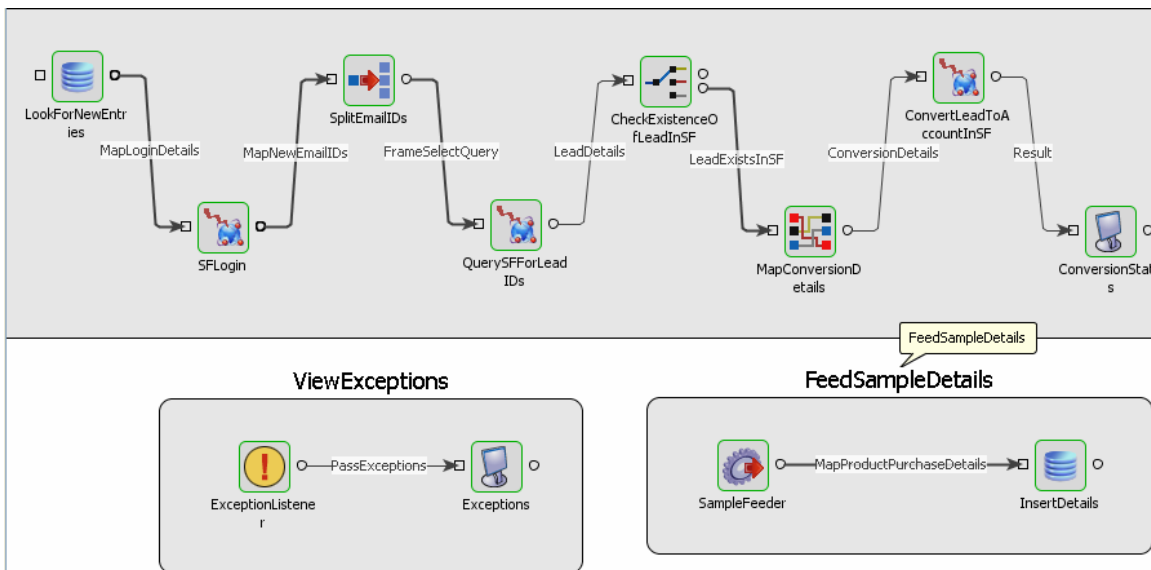 LookForNewEntr
ies
MapLoginDetails
SFLogin
MapNewEmailIDs
SplitEmailIDs
FrameSelectQuery
QuerySFForLead
IDs
LeadDetails
CheckExistenceO
fLeadInSF
LeadExistsInSF
MapConversionD
etails
ConversionDetails
ConvertLeadToA
ccountInSF
Result
ConversionStat
s
FeedSampleDetails
ViewExceptions
ExceptionListene
r
PassExceptions
Exceptions
FeedSampleDetails
SampleFeeder
MapProductPurchaseDetails
InsertDetails